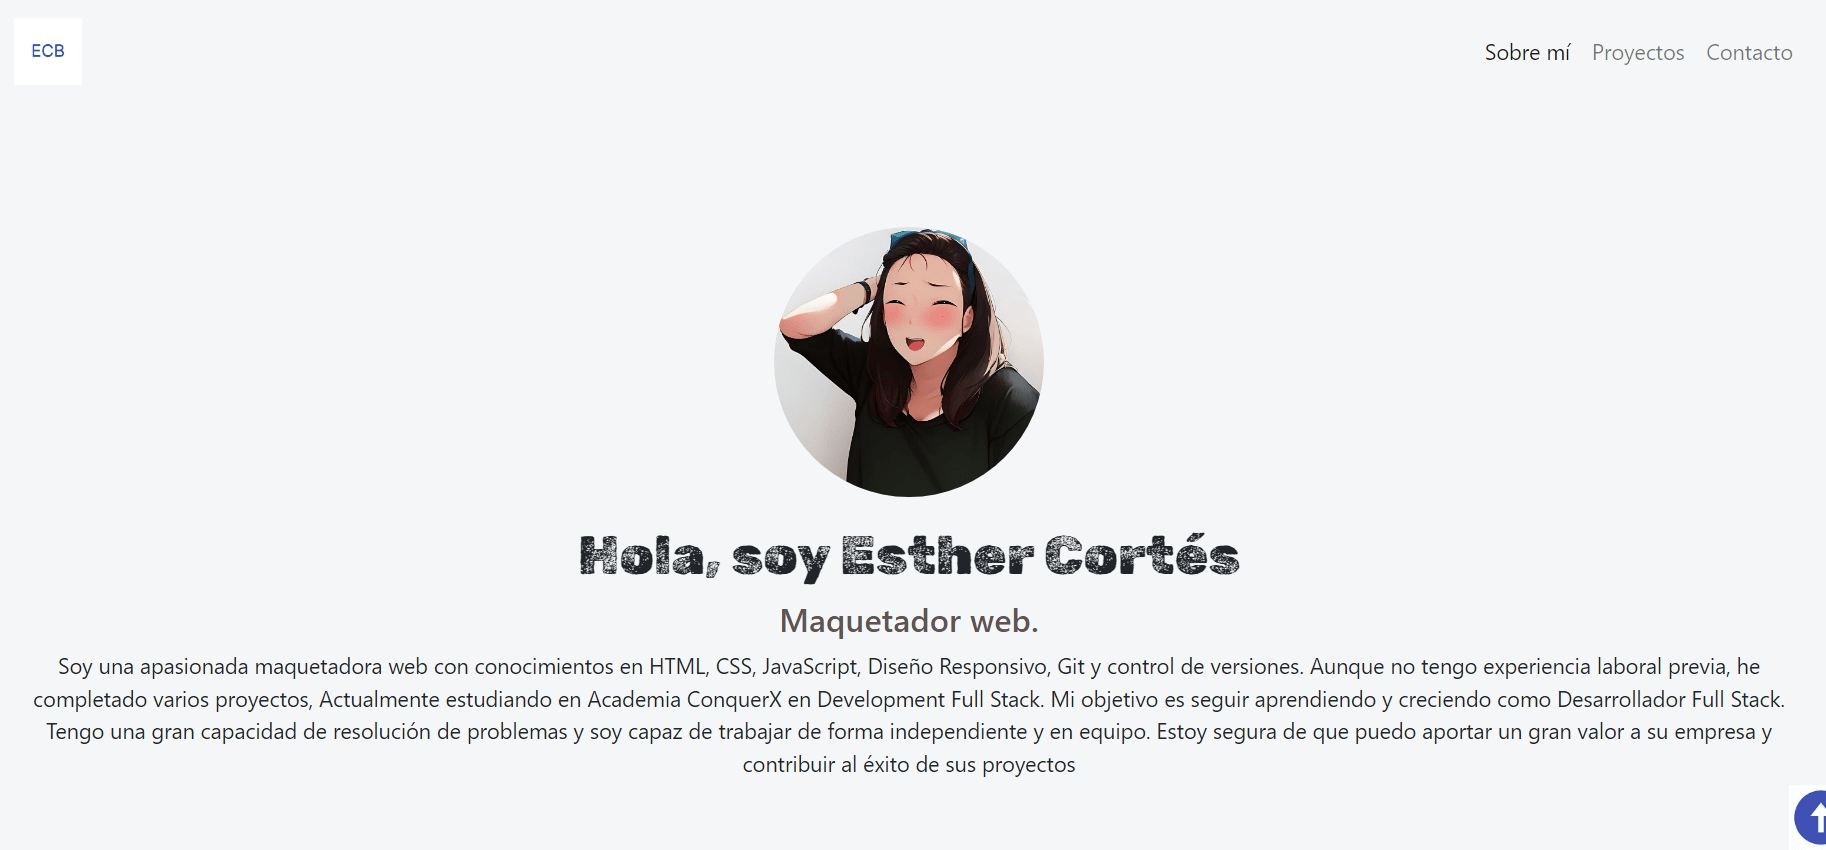 ECB
Sobre mí Proyectos Contacto
Hola, soy Esther Cortés
Maquetador web.
Soy una apasionada maquetadora web con conocimientos en HTML, CSS, JavaScript, Diseño Responsivo, Git y control de versiones. Aunque no tengo experiencia laboral previa, he
completado varios proyectos, Actualmente estudiando en Academia ConquerX en Development Full Stack. Mi objetivo es seguir aprendiendo y creciendo como Desarrollador Full Stack.
Tengo una gran capacidad de resolución de problemas y soy capaz de trabajar de forma independiente y en equipo. Estoy segura de que puedo aportar un gran valor a su empresa y
contribuir al éxito de sus proyectos